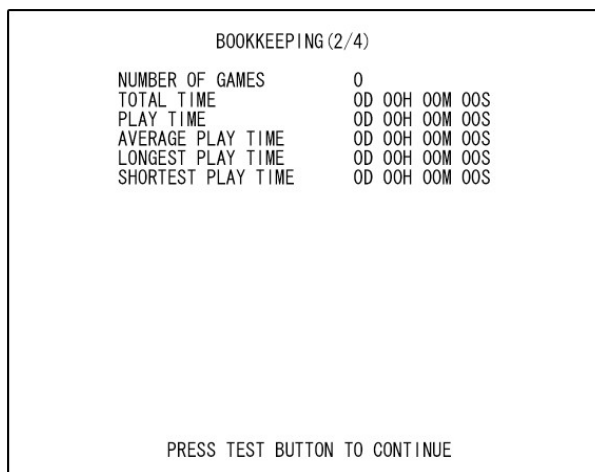 BOOKKEEPING(2/4)
NUMBER OF GAMES 0
TOTAL TIME 0D 00H 00M 00S
PLAY TIME 0D 00H 00M 00S
AVERAGE PLAY TIME 0D 00H 00M 00S
LONGEST PLAY TIME 0D 00H 00M 00S
SHORTEST PLAY TIME 0D 00H 00M 00S
PRESS TEST BUTTON TO CONTINUE